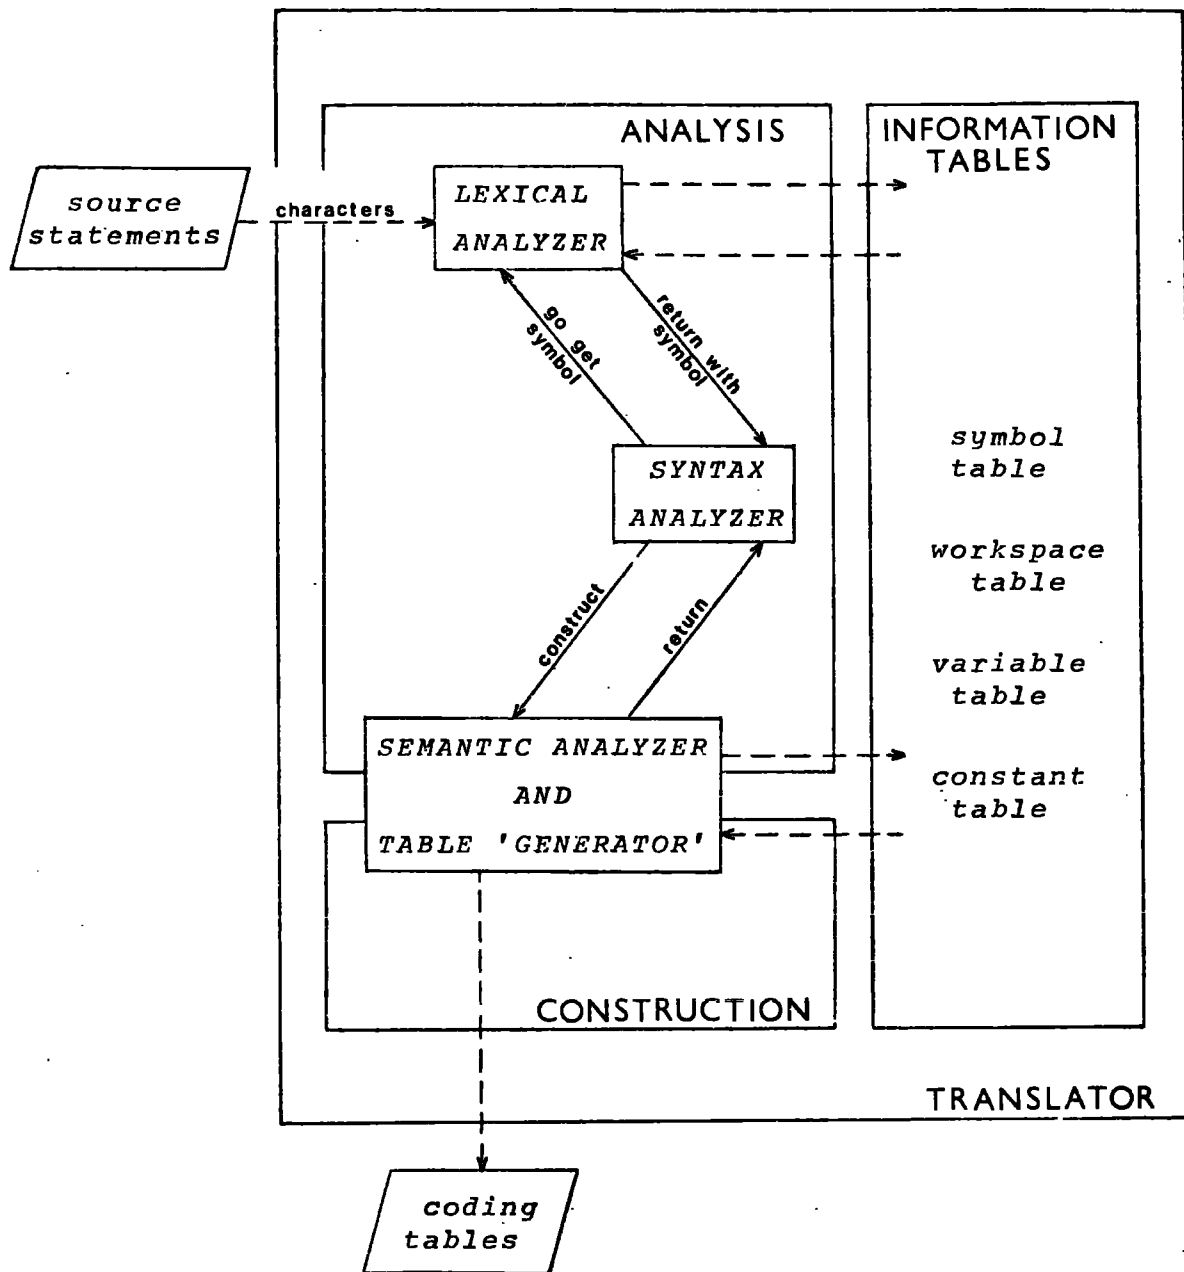 ANALYSIS
INFORMATION
TABLES
source
statements
characters
LEXICAL
ANALYZER
go get
symbol
return with
symbol
SYNTAX
ANALYZER
symbol
table
workspace
table
construct
return
variable
table
SEMANTIC ANALYZER
AND
TABLE 'GENERATOR'
constant
table
CONSTRUCTION
TRANSLATOR
coding
tables